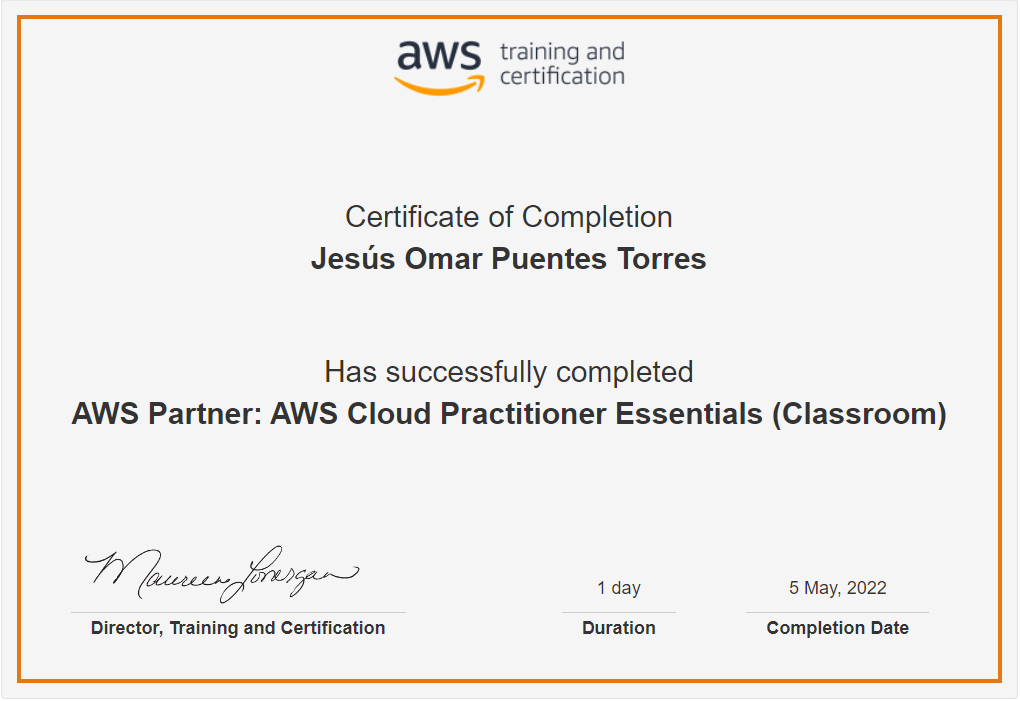 aws training and
certification
Certificate of Completion
Jesús Omar Puentes Torres
Has successfully completed
AWS Partner: AWS Cloud Practitioner Essentials (Classroom)
Maureen Lonergan
1 day
5 May, 2022
Director, Training and Certification
Duration
Completion Date